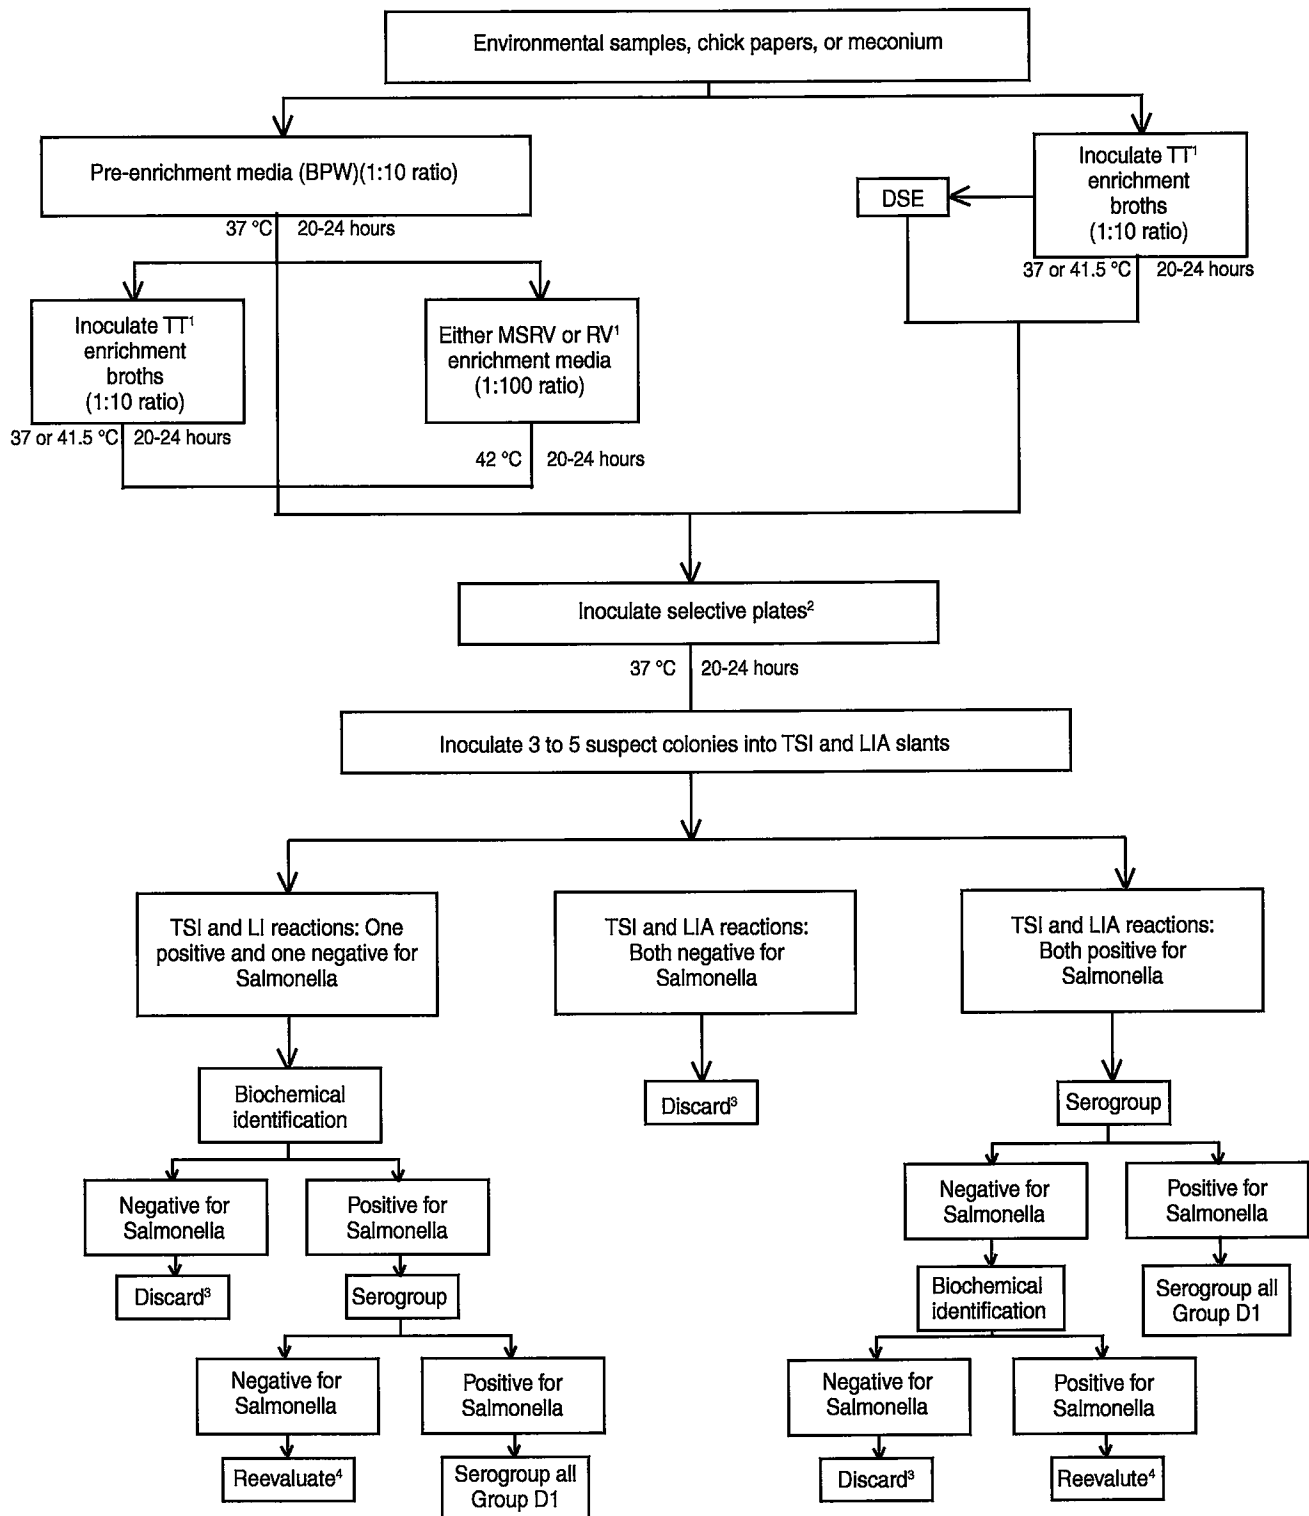 Environmental samples, chick papers, or meconium
Pre-enrichment media (BPW)(1:10 ratio)
37 °C 20-24 hours
DSE
Inoculate TT¹
enrichment
broths
(1:10 ratio)
37 or 41.5 °C 20-24 hours
Inoculate TT¹
enrichment
broths
(1:10 ratio)
37 or 41.5 °C 20-24 hours
Either MSRV or RV¹
enrichment media
(1:100 ratio)
42 °C 20-24 hours
Inoculate selective plates²
37 °C 20-24 hours
Inoculate 3 to 5 suspect colonies into TSI and LIA slants
TSI and LI reactions: One
positive and one negative for
Salmonella
TSI and LIA reactions:
Both negative for
Salmonella
TSI and LIA reactions:
Both positive for
Salmonella
Biochemical
identification
Discard³
Serogroup
Negative for
Salmonella
Positive for
Salmonella
Negative for
Salmonella
Positive for
Salmonella
Discard³
Serogroup
Biochemical
identification
Serogroup all
Group D1
Negative for
Salmonella
Positive for
Salmonella
Negative for
Salmonella
Positive for
Salmonella
Reevaluate⁴
Serogroup all
Group D1
Discard³
Reevalute⁴